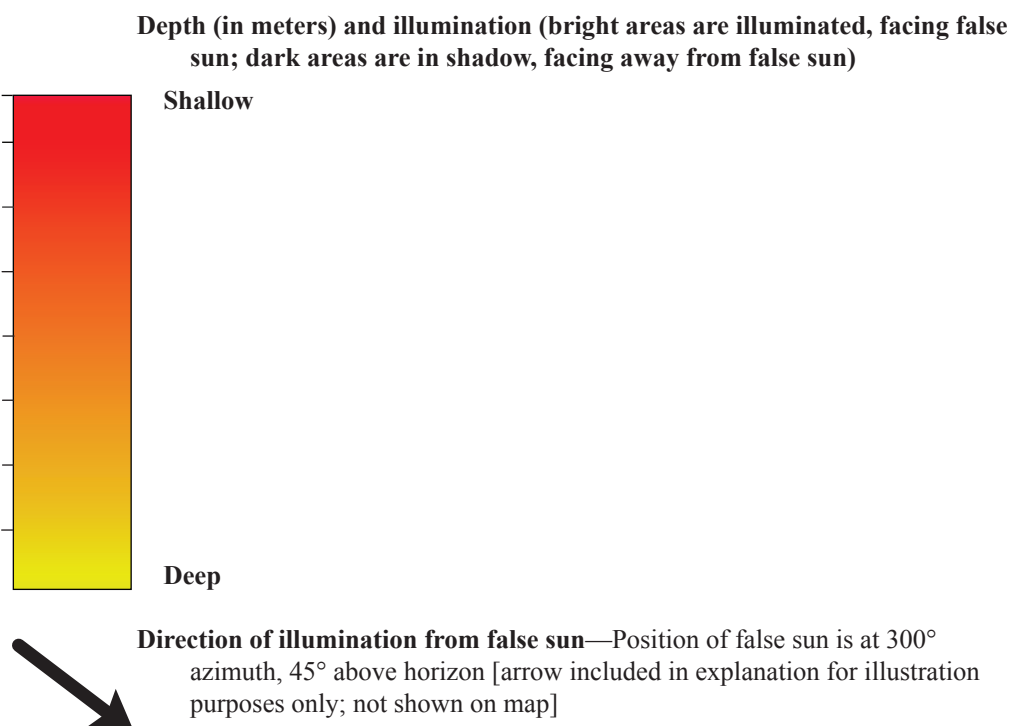 Depth (in meters) and illumination (bright areas are illuminated, facing false
sun; dark areas are in shadow, facing away from false sun)
Shallow
Deep
Direction of illumination from false sun—Position of false sun is at 300°
azimuth, 45° above horizon [arrow included in explanation for illustration
purposes only; not shown on map]